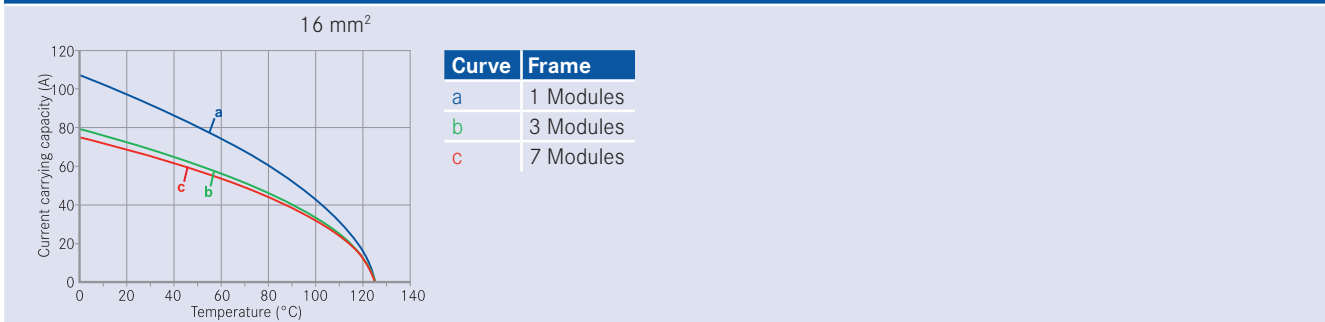 16 mm²
120
100
80
60
40
20
0
Current carrying capacity (A)
a
b
c
0 20 40 60 80 100 120 140
Temperature (°C)
Curve Frame
a 1 Modules
b 3 Modules
c 7 Modules